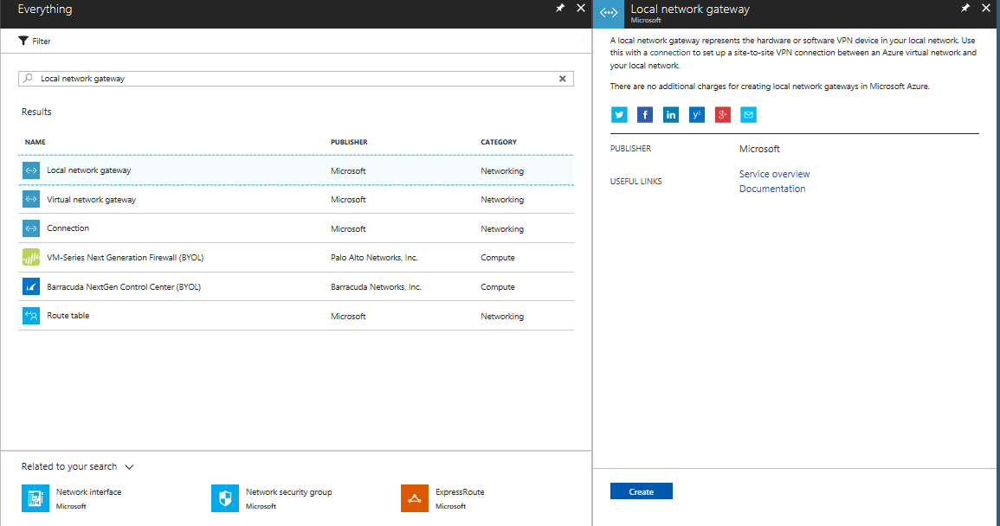 Everything
Filter
Local network gateway
Results
NAME PUBLISHER CATEGORY
Local network gateway Microsoft Networking
Virtual network gateway Microsoft Networking
Connection Microsoft Networking
VM-Series Next Generation Firewall (BYOL) Palo Alto Networks, Inc. Compute
Barracuda NextGen Control Center (BYOL) Barracuda Networks, Inc. Compute
Route table Microsoft Networking
Related to your search
Network interface
Microsoft
Network security group
Microsoft
ExpressRoute
Microsoft
Local network gateway
Microsoft
A local network gateway represents the hardware or software VPN device in your local network. Use
this with a connection to set up a site-to-site VPN connection between an Azure virtual network and
your local network.
There are no additional charges for creating local network gateways in Microsoft Azure.
f in y g+
PUBLISHER Microsoft
USEFUL LINKS Service overview
Documentation
Create